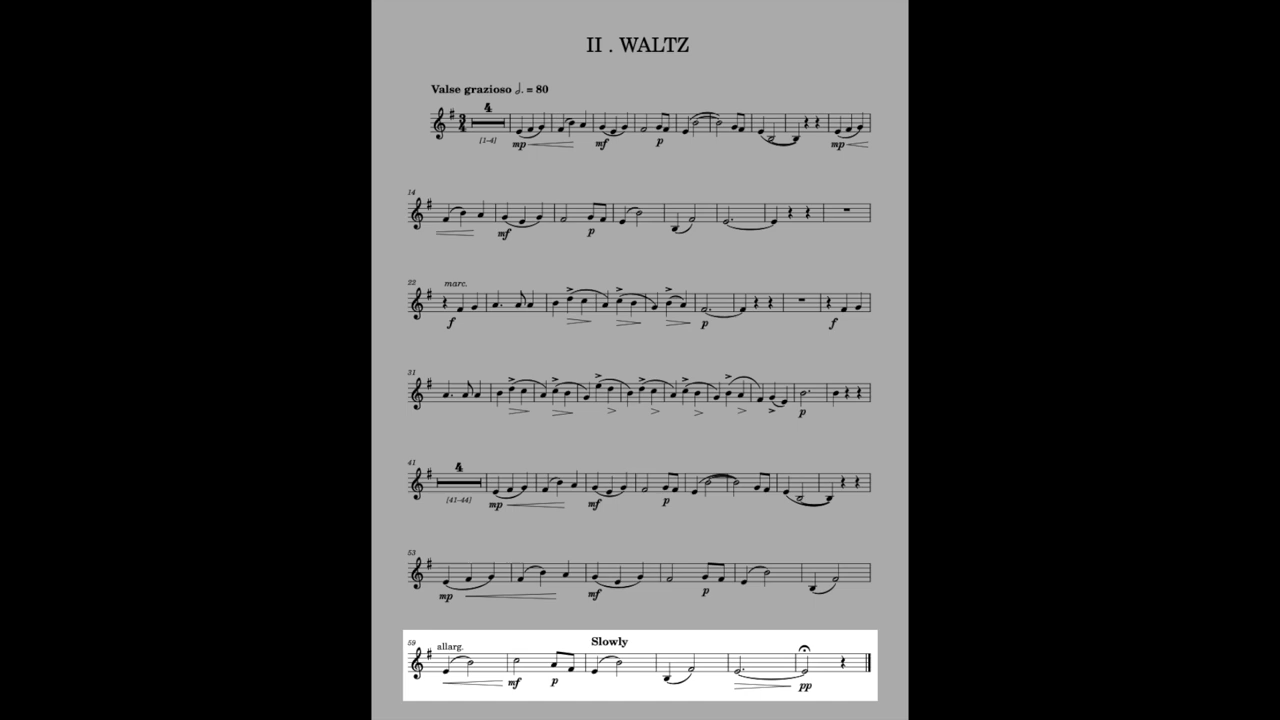 II . WALTZ
Valse grazioso 𝅗𝅥. = 80
4
[1-4]
mp mf p mp
14
mf p
22 marc.
f p f
31
p
41 4
[41-44]
mp mf p
53
mp mf p
59 allarg. Slowly
mf p pp